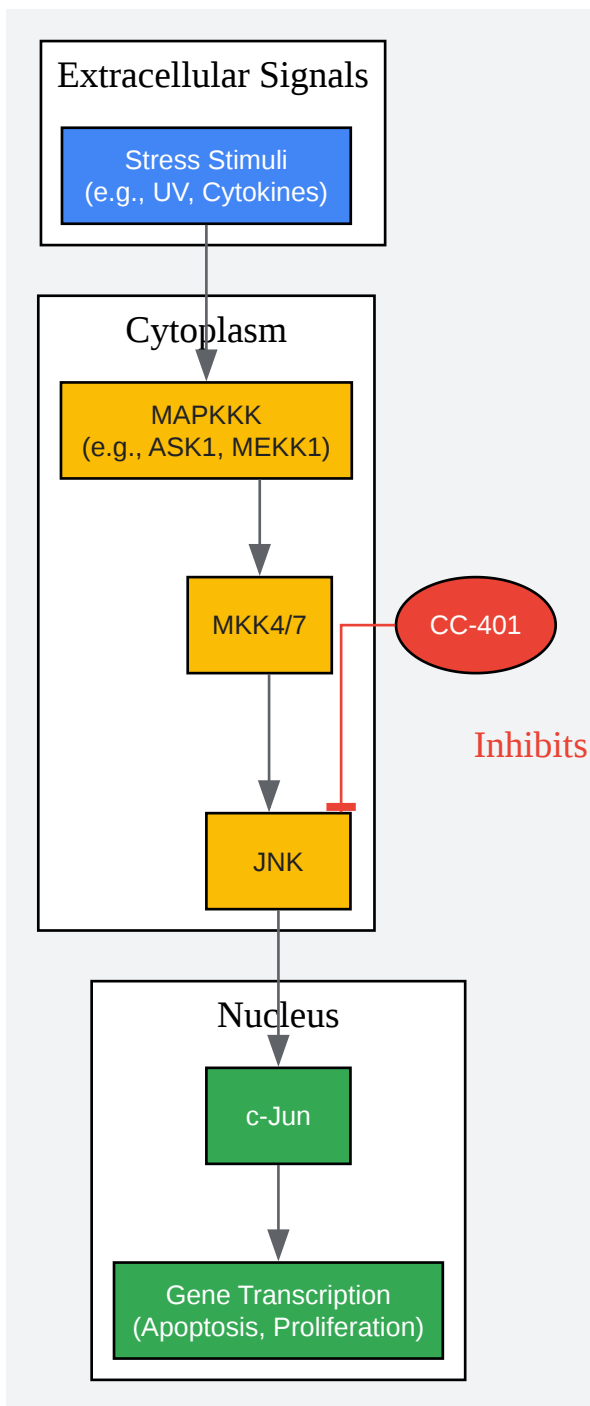 Extracellular Signals
Stress Stimuli
(e.g., UV, Cytokines)
Cytoplasm
MAPKKK
(e.g., ASK1, MEKK1)
MKK4/7
CC-401
Inhibits
JNK
Nucleus
c-Jun
Gene Transcription
(Apoptosis, Proliferation)